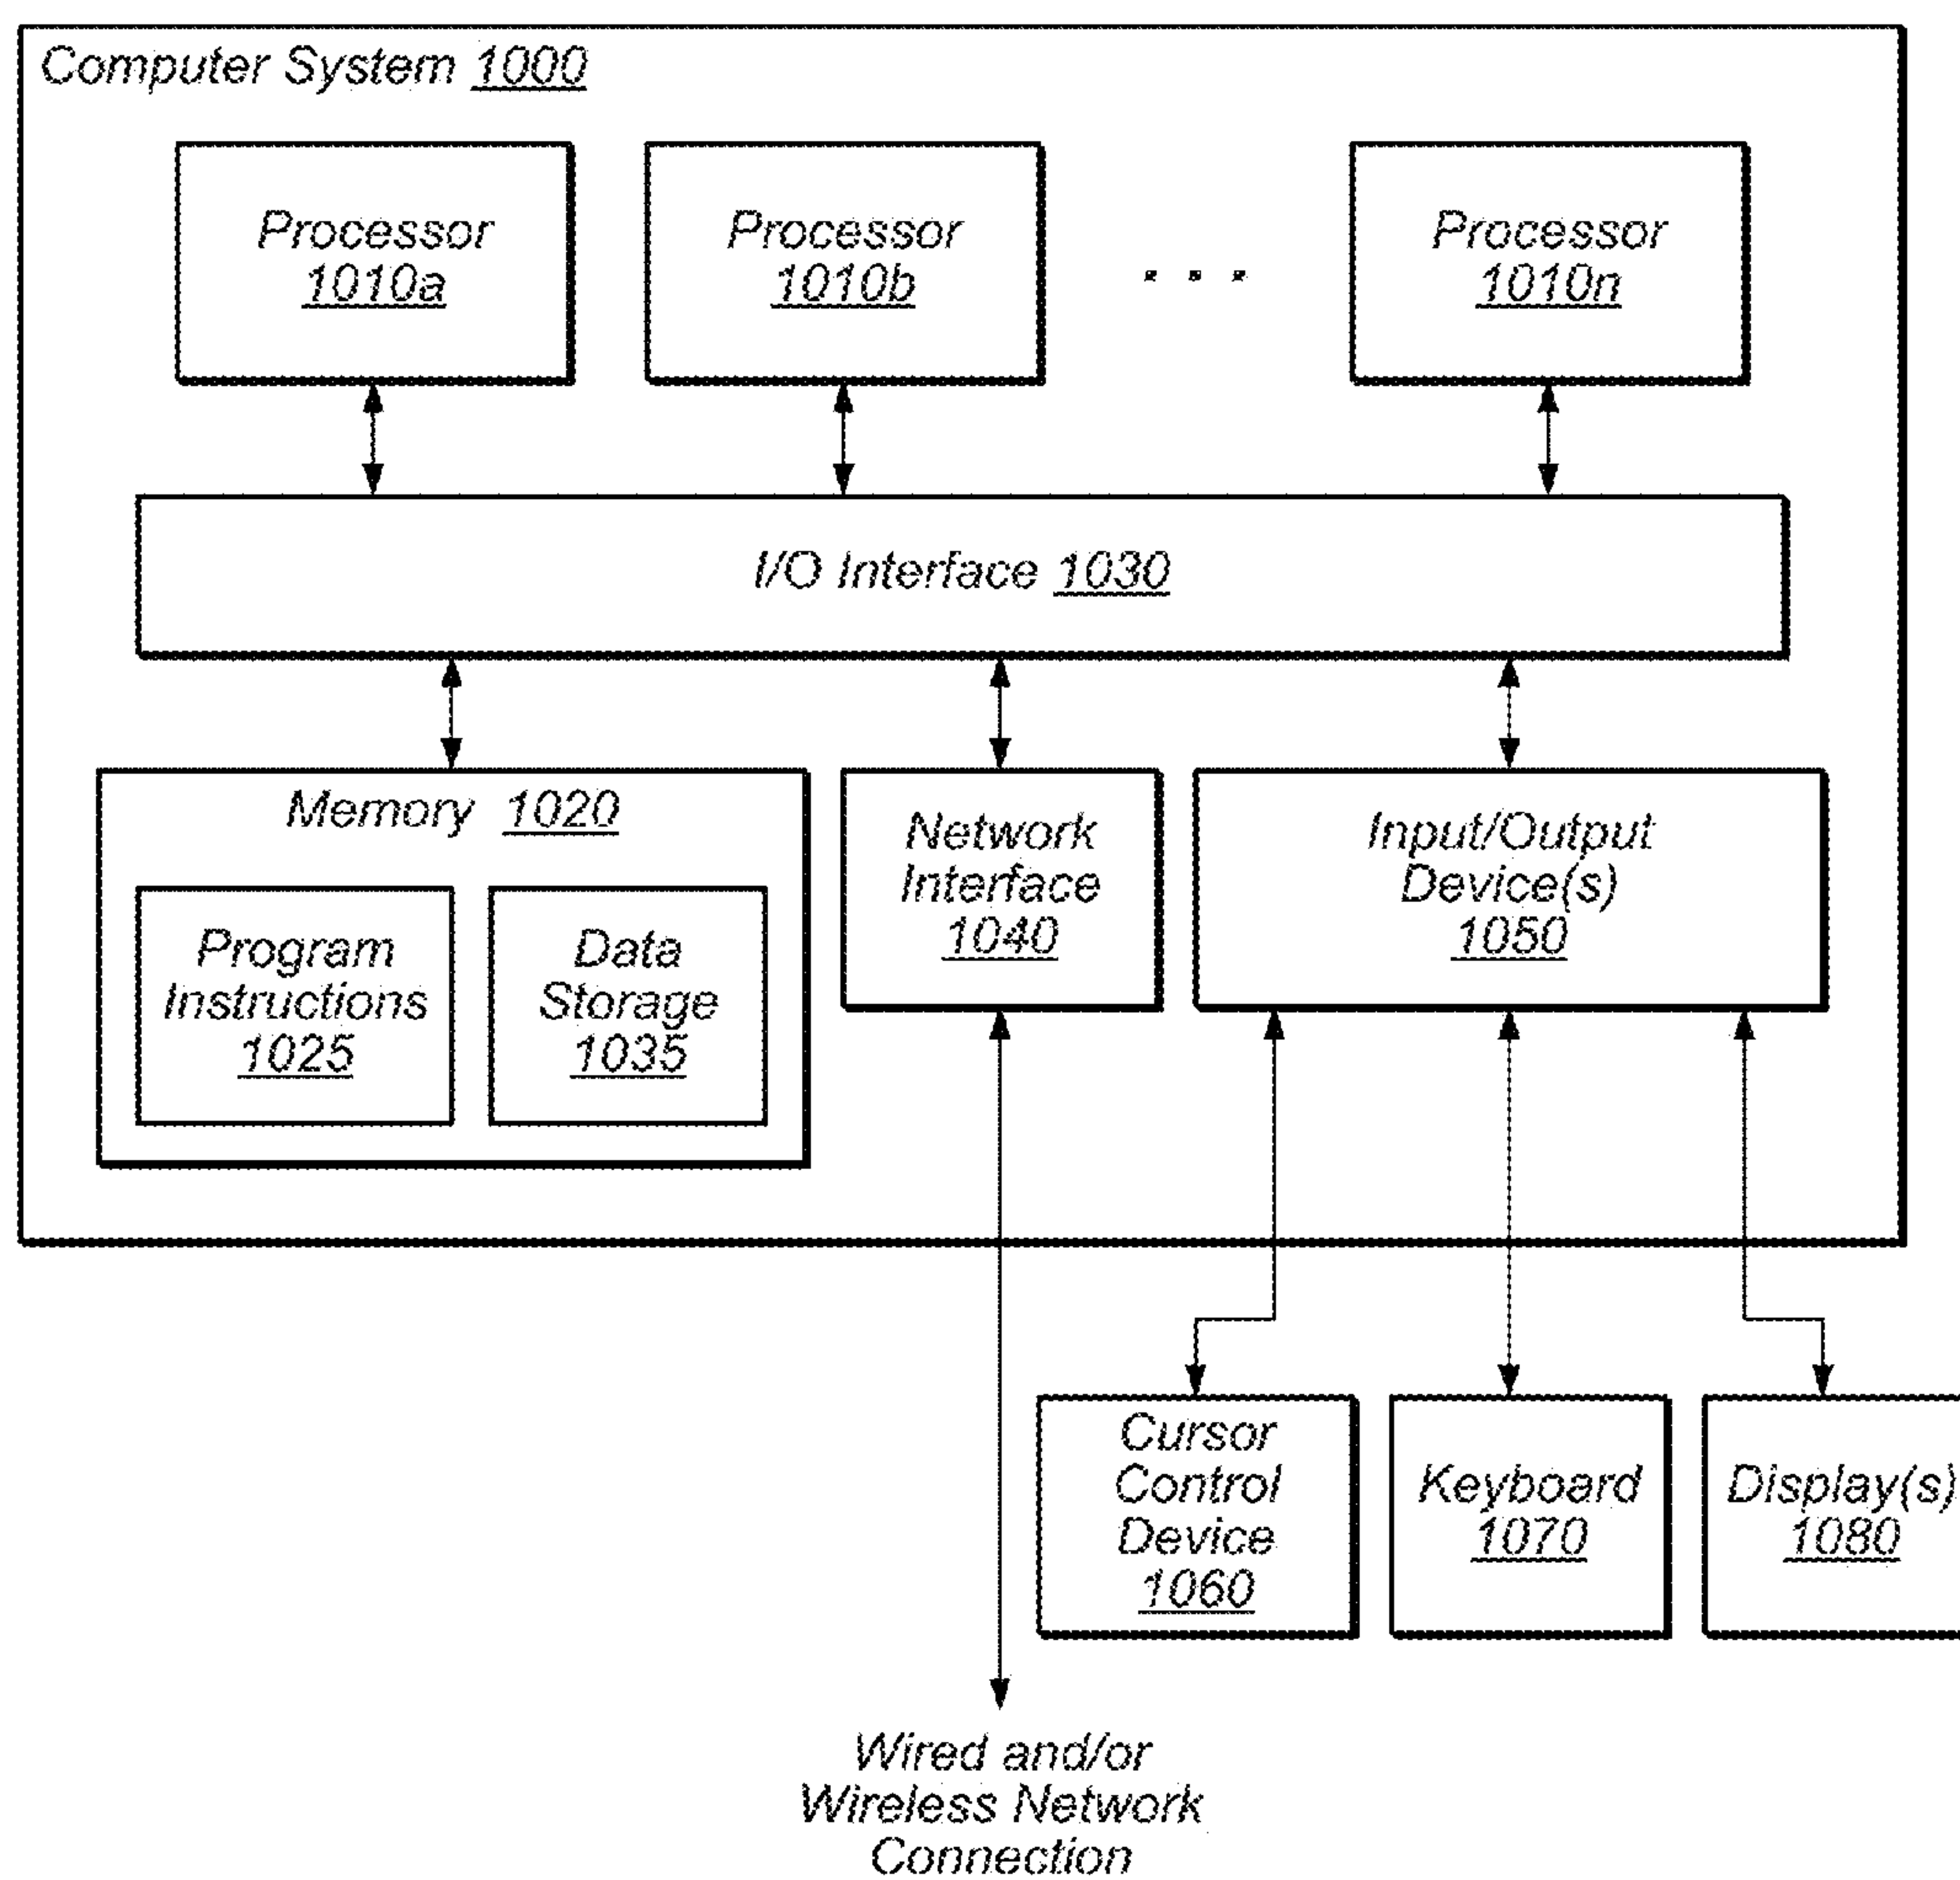 Computer System 1000
Processor
1010a
Processor
1010b
. . .
Processor
1010n
I/O Interface 1030
Memory 1020
Program
Instructions
1025
Data
Storage
1035
Network
Interface
1040
Input/Output
Device(s)
1050
Cursor
Control
Device
1060
Keyboard
1070
Display(s)
1080
Wired and/or
Wireless Network
Connection